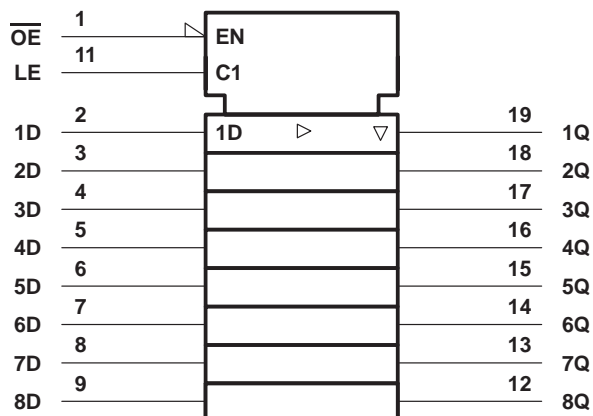 OE 1 EN
LE 11 C1
1D 2 1D 19 1Q
2D 3 18 2Q
3D 4 17 3Q
4D 5 16 4Q
5D 6 15 5Q
6D 7 14 6Q
7D 8 13 7Q
8D 9 12 8Q